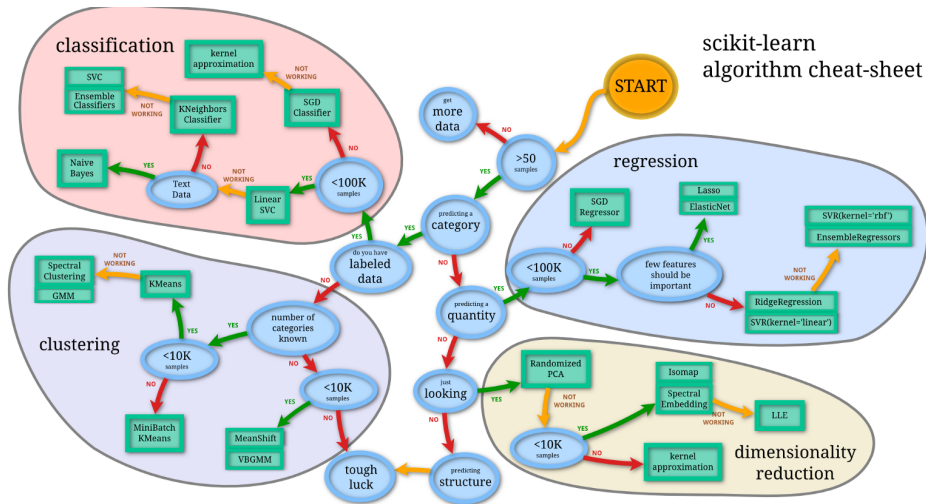 scikit-learn
algorithm cheat-sheet
START
classification
kernel
approximation
NOT
WORKING
SVC
Ensemble
Classifiers
NOT
WORKING
KNeighbors
Classifier
SGD
Classifier
NO
Naive
Bayes
YES
NO
Text
Data
NOT
WORKING
Linear
SVC
YES
<100K
samples
get
more
data
NO
>50
samples
YES
predicting a
category
YES
do you have
labeled
data
YES
NO
NO
predicting a
quantity
YES
NO
just
looking
YES
NO
predicting
structure
tough
luck
regression
SGD
Regressor
NO
<100K
samples
YES
Lasso
ElasticNet
YES
few features
should be
important
NO
RidgeRegression
SVR(kernel='linear')
NOT
WORKING
SVR(kernel='rbf')
EnsembleRegressors
clustering
Spectral
Clustering
GMM
NOT
WORKING
KMeans
YES
number of
categories
known
YES
NO
<10K
samples
NO
MiniBatch
KMeans
<10K
samples
YES
NO
MeanShift
VBGMM
dimensionality
reduction
Randomized
PCA
NOT
WORKING
<10K
samples
YES
NO
Isomap
Spectral
Embedding
NOT
WORKING
LLE
kernel
approximation